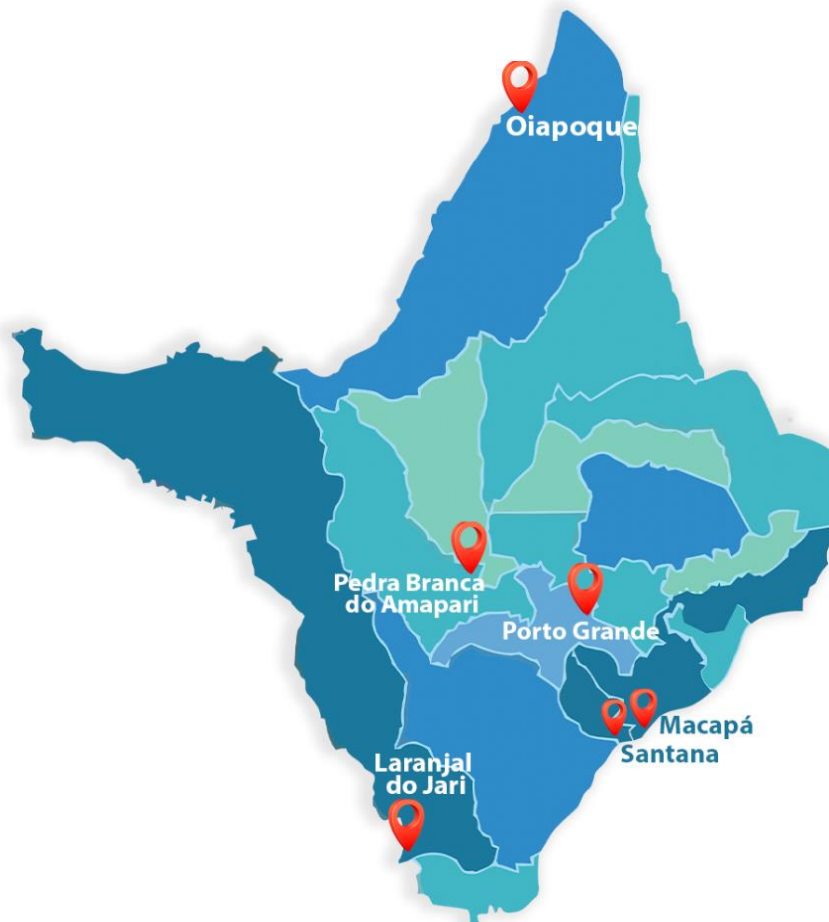 Oiapoque
Pedra Branca
do Amapari
Porto Grande
Macapá
Santana
Laranjal
do Jari